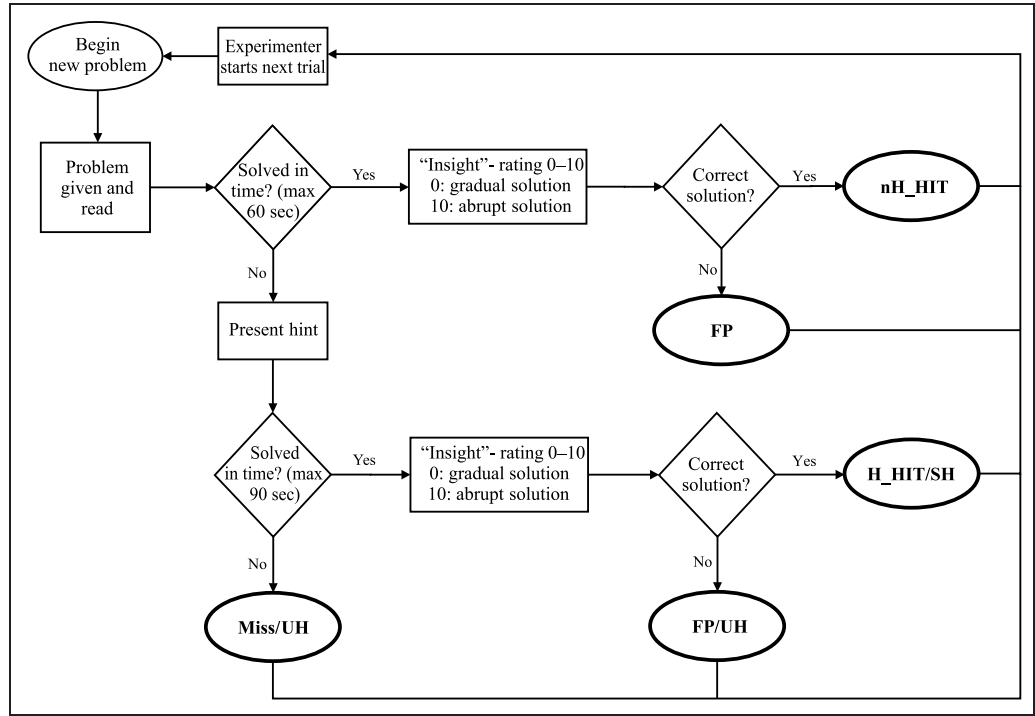 Begin
new problem
Experimenter
starts next trial
Problem
given and
read
Solved in
time? (max
60 sec)
Yes
"Insight"- rating 0–10
0: gradual solution
10: abrupt solution
Correct
solution?
Yes
nH_HIT
No
No
FP
Present hint
Solved
in time? (max
90 sec)
Yes
"Insight"- rating 0–10
0: gradual solution
10: abrupt solution
Correct
solution?
Yes
H_HIT/SH
No
No
Miss/UH
FP/UH